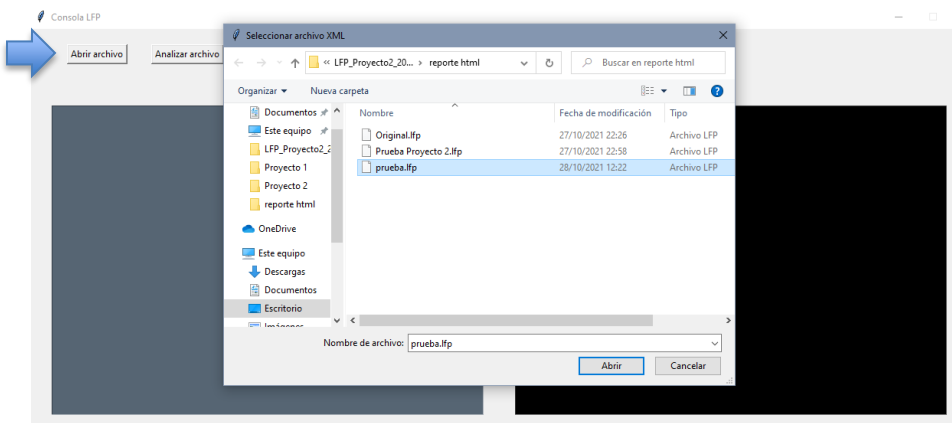 Consola LFP
Abrir archivo
Analizar archivo
Seleccionar archivo XML
« LFP_Proyecto2_20... › reporte html
Buscar en reporte html
Organizar
Nueva carpeta
Nombre
Fecha de modificación
Tipo
Documentos
Este equipo
LFP_Proyecto2_2
Proyecto 1
Proyecto 2
reporte html
OneDrive
Este equipo
Descargas
Documentos
Escritorio
Imágenes
Original.lfp 27/10/2021 22:26 Archivo LFP
Prueba Proyecto 2.lfp 27/10/2021 22:58 Archivo LFP
prueba.lfp 28/10/2021 12:22 Archivo LFP
Nombre de archivo: prueba.lfp
Abrir
Cancelar